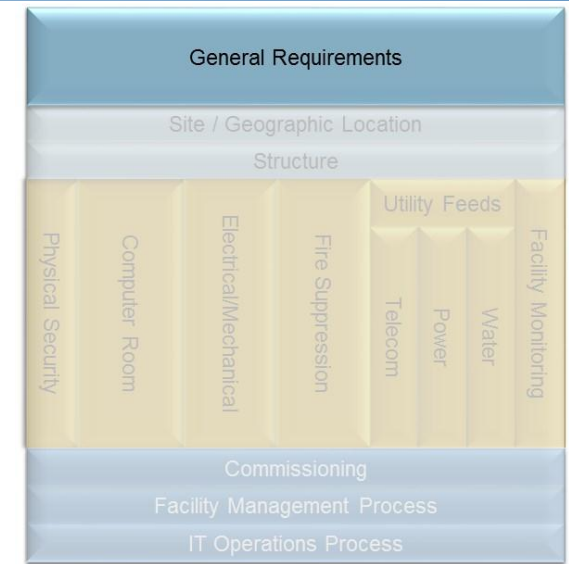 General Requirements
Site / Geographic Location
Structure
Physical Security
Computer Room
Electrical/Mechanical
Fire Suppression
Utility Feeds
Telecom
Power
Water
Facility Monitoring
Commissioning
Facility Management Process
IT Operations Process